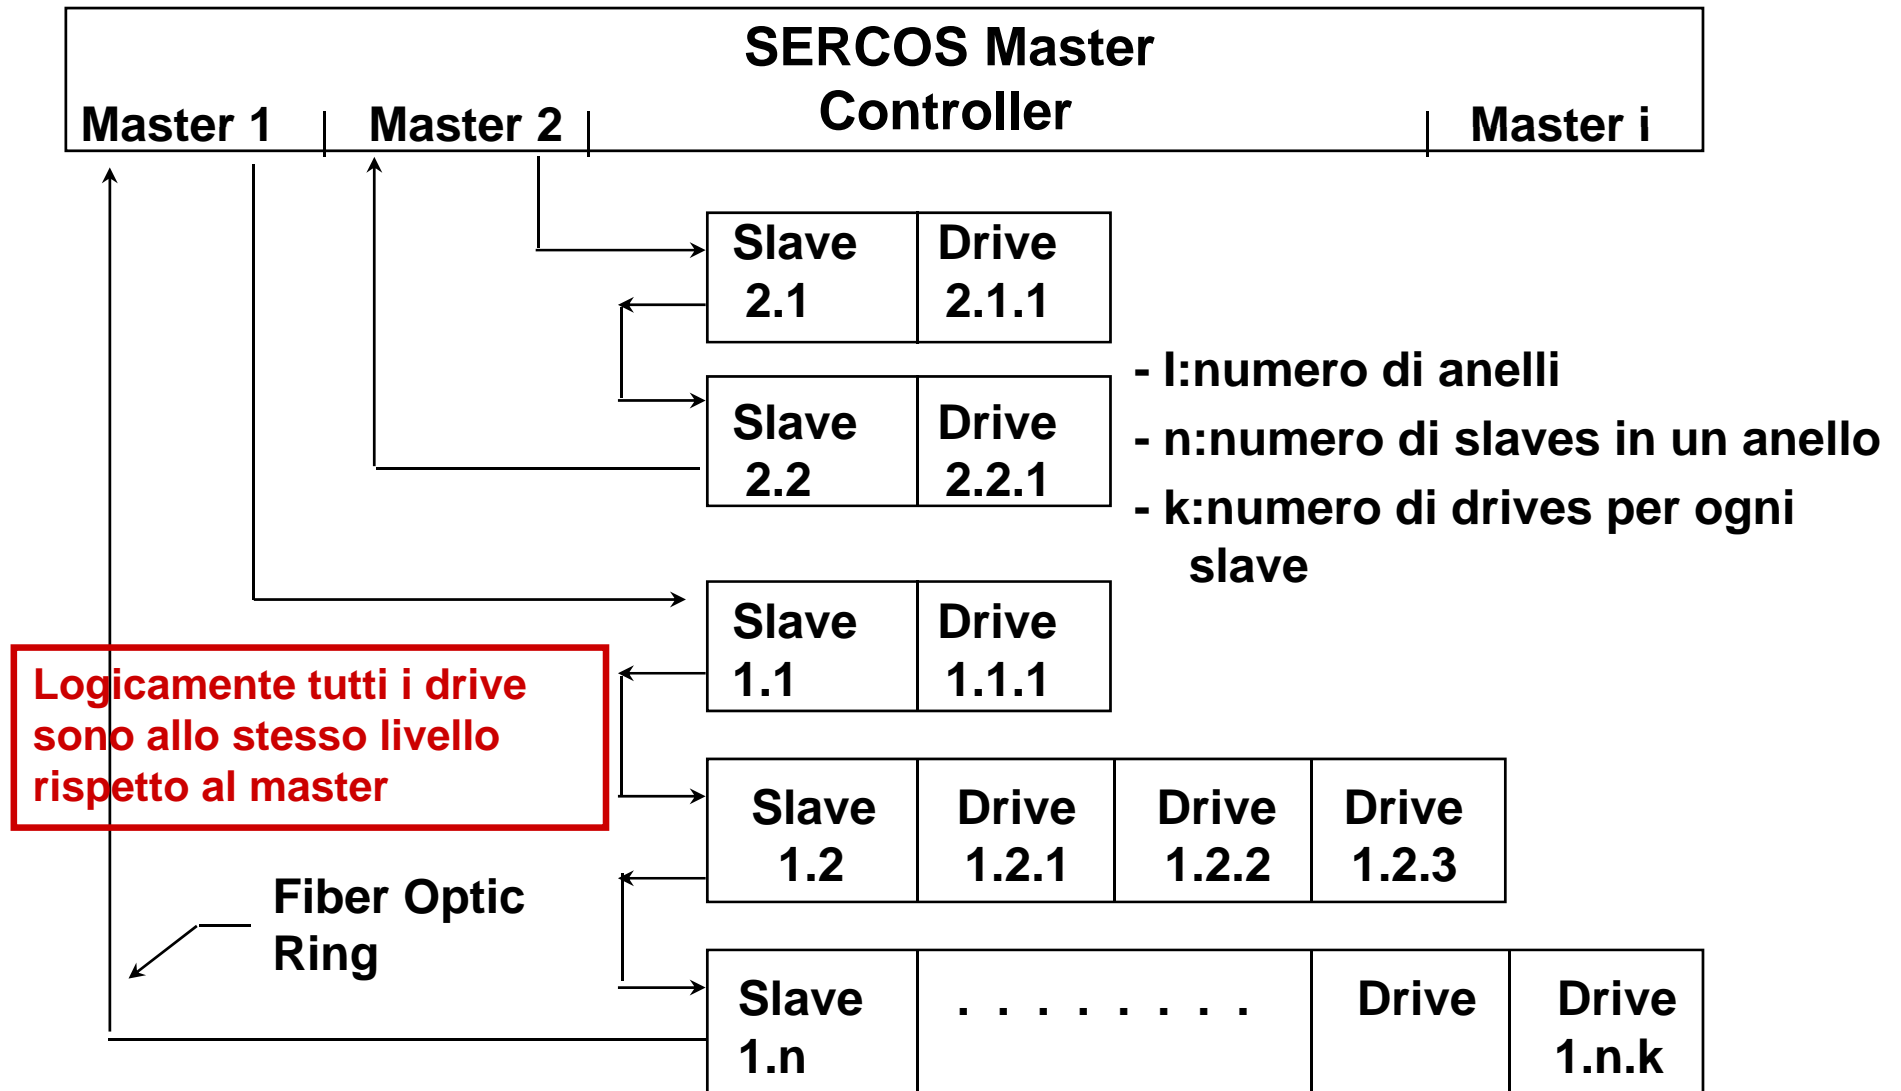 SERCOS Master
Controller
Master 1
Master 2
Master i
Slave
2.1
Drive
2.1.1
Slave
2.2
Drive
2.2.1
- I:numero di anelli
- n:numero di slaves in un anello
- k:numero di drives per ogni
slave
Slave
1.1
Drive
1.1.1
Logicamente tutti i drive
sono allo stesso livello
rispetto al master
Slave
1.2
Drive
1.2.1
Drive
1.2.2
Drive
1.2.3
Fiber Optic
Ring
Slave
1.n
. . . . . . . .
Drive
Drive
1.n.k